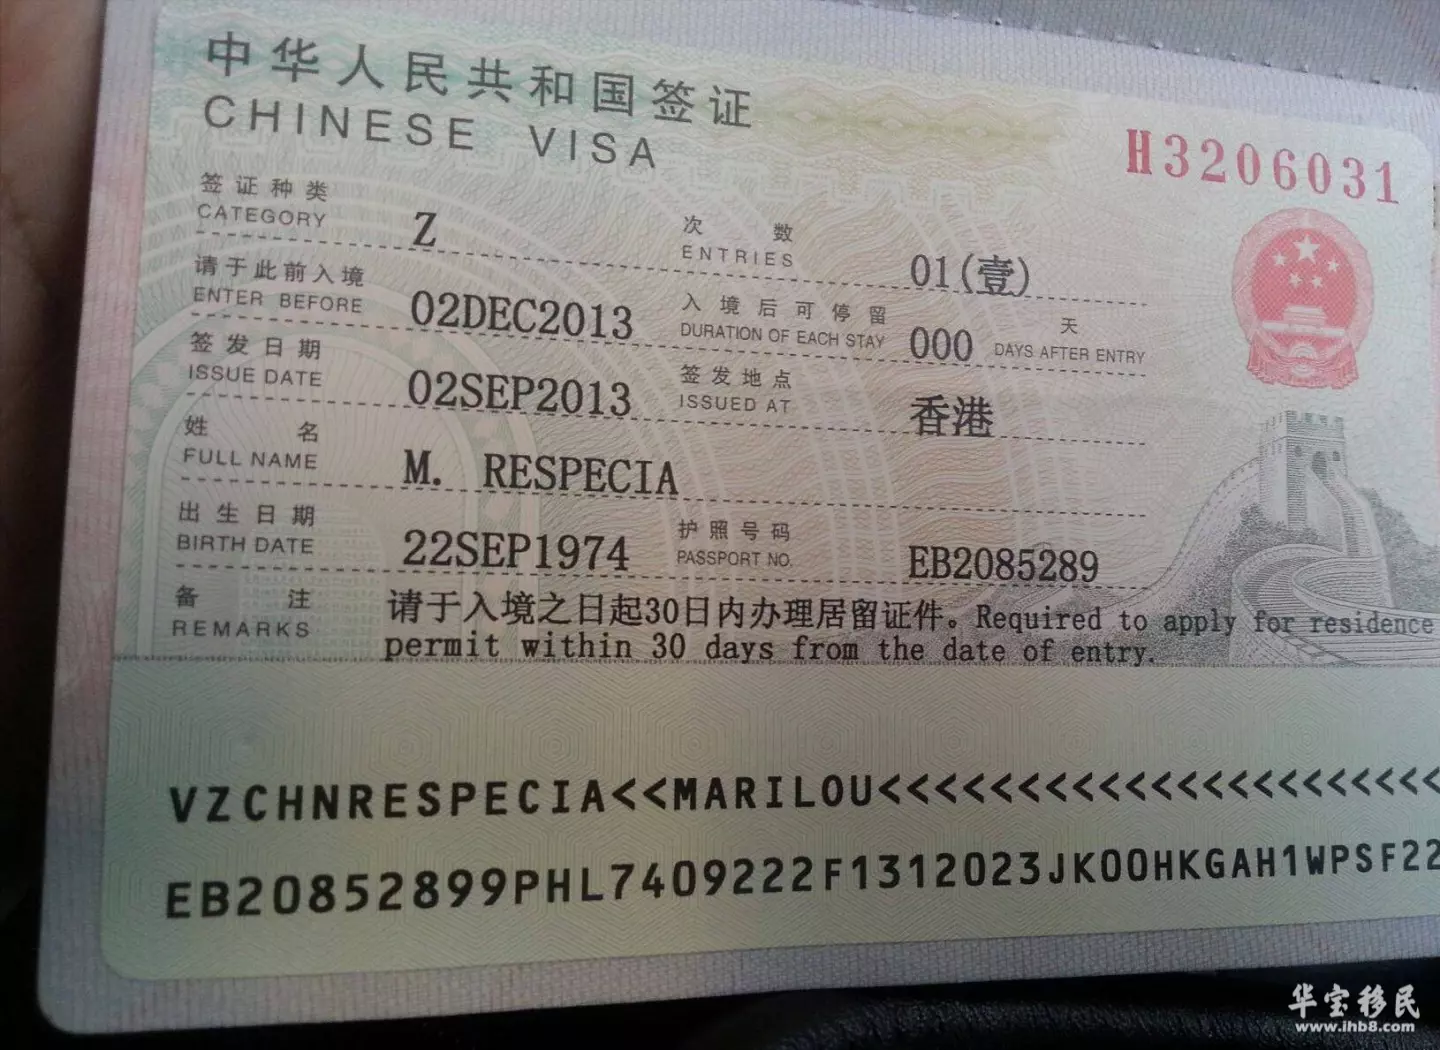 中华人民共和国签证
CHINESE VISA
H3206031
签证种类
CATEGORY
Z
次数
ENTRIES
01(壹)
请于此前入境
ENTER BEFORE
02DEC2013
入境后可停留
DURATION OF EACH STAY
000
天
DAYS AFTER ENTRY
签发日期
ISSUE DATE
02SEP2013
签发地点
ISSUED AT
香港
姓名
FULL NAME
M. RESPECIA
出生日期
BIRTH DATE
22SEP1974
护照号码
PASSPORT NO.
EB2085289
备注
REMARKS
请于入境之日起30日内办理居留证件。Required to apply for residence
permit within 30 days from the date of entry.
VZCHNRESPECIA<<MARILOU<<<<<<<<<<<<<<<<<<<<<
EB20852899PHL7409222F1312023JK00HKGAH1WPSF22
华宝移民
www.ihb8.com